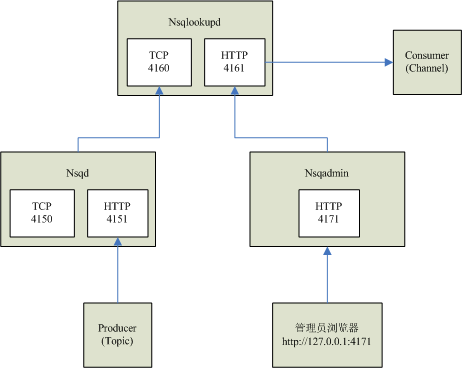 Nsqlookupd
TCP
4160
HTTP
4161
Consumer
(Channel)
Nsqd
TCP
4150
HTTP
4151
Nsqadmin
HTTP
4171
Producer
(Topic)
管理员浏览器
http://127.0.0.1:4171